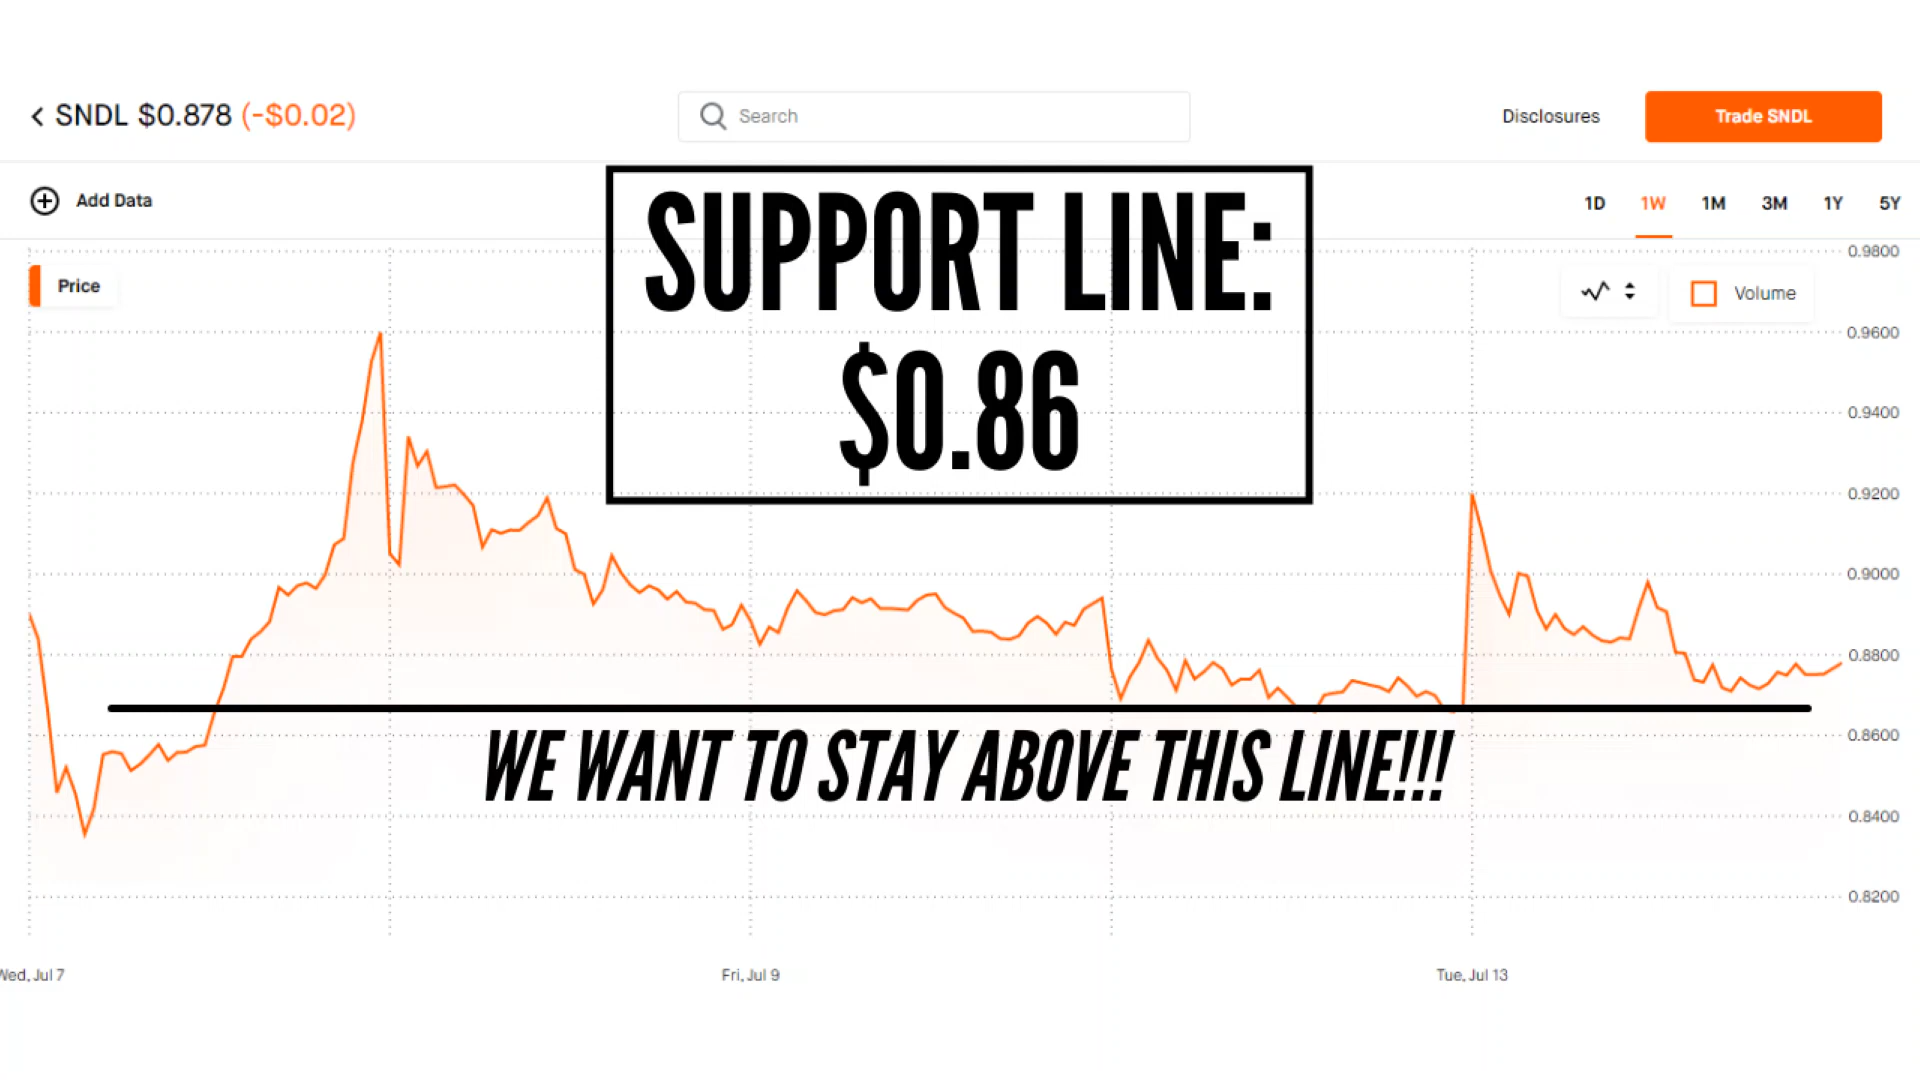 SNDL $0.878 (-$0.02)
Search
Disclosures
Trade SNDL
Add Data
1D 1W 1M 3M 1Y 5Y
SUPPORT LINE:
$0.86
Price
Volume
0.9800
0.9600
0.9400
0.9200
0.9000
0.8800
0.8600
0.8400
0.8200
WE WANT TO STAY ABOVE THIS LINE!!!
Wed, Jul 7
Fri, Jul 9
Tue, Jul 13